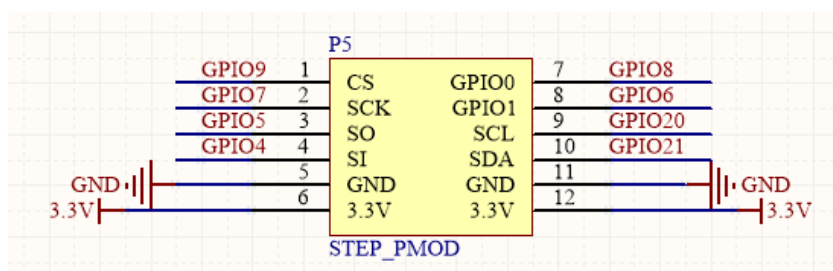 P5
GPIO9 1 CS GPIO0 7 GPIO8
GPIO7 2 SCK GPIO1 8 GPIO6
GPIO5 3 SO SCL 9 GPIO20
GPIO4 4 SI SDA 10 GPIO21
GND 5 GND GND 11 GND
3.3V 6 3.3V 3.3V 12 3.3V
STEP_PMOD